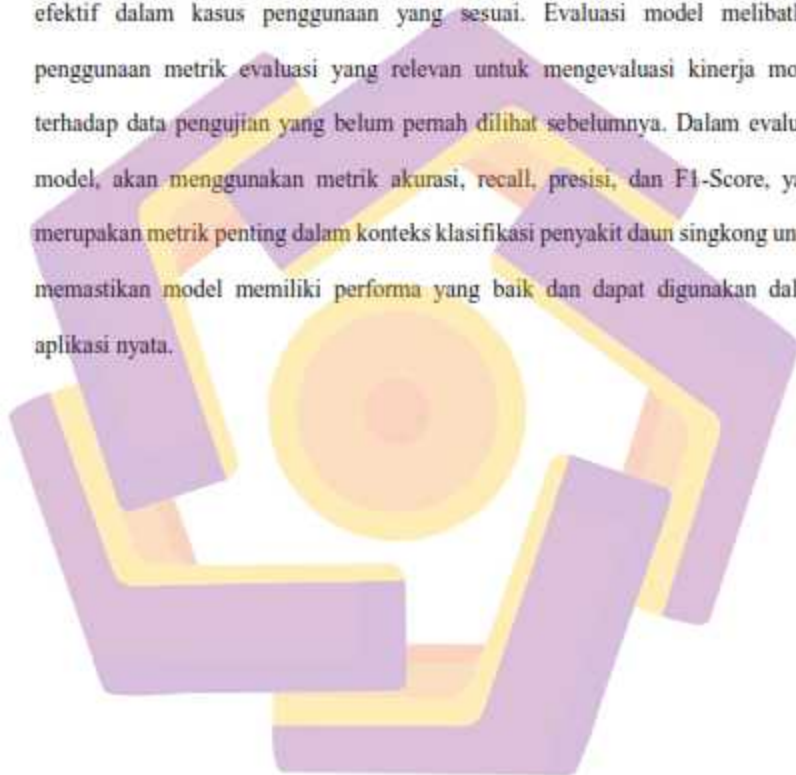 efektif dalam kasus penggunaan yang sesuai. Evaluasi model melibatl
penggunaan metrik evaluasi yang relevan untuk mengevaluasi kinerja mo
terhadap data pengujian yang belum pernah dilihat sebelumnya. Dalam evalu
model, akan menggunakan metrik akurasi, recall, presisi, dan F1-Score, ya
merupakan metrik penting dalam konteks klasifikasi penyakit daun singkong un
memastikan model memiliki performa yang baik dan dapat digunakan dal
aplikasi nyata.